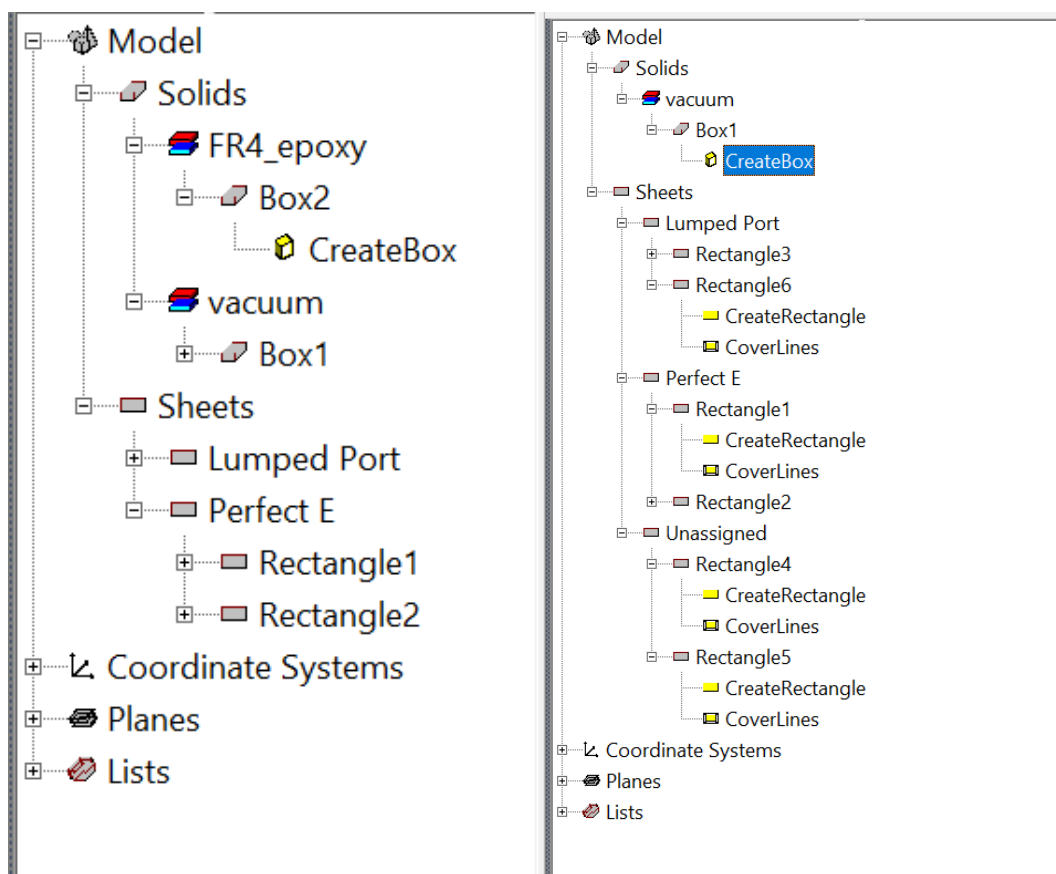 Model
Solids
FR4_epoxy
Box2
CreateBox
vacuum
Box1
Sheets
Lumped Port
Perfect E
Rectangle1
Rectangle2
Coordinate Systems
Planes
Lists
Model
Solids
vacuum
Box1
CreateBox
Sheets
Lumped Port
Rectangle3
Rectangle6
CreateRectangle
CoverLines
Perfect E
Rectangle1
CreateRectangle
CoverLines
Rectangle2
Unassigned
Rectangle4
CreateRectangle
CoverLines
Rectangle5
CreateRectangle
CoverLines
Coordinate Systems
Planes
Lists